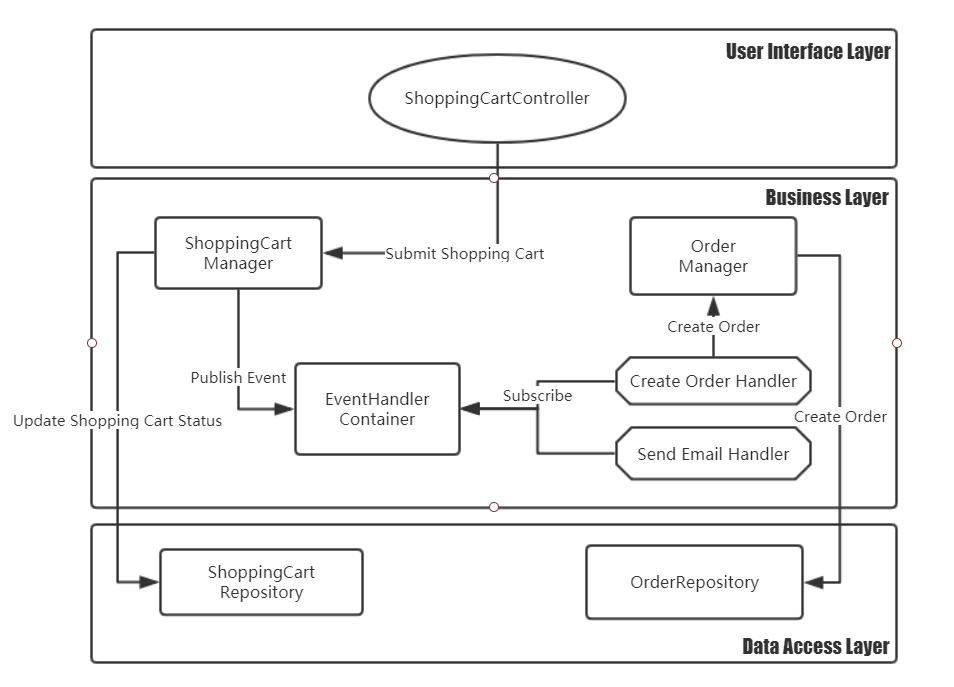 User Interface Layer
ShoppingCartController
Business Layer
ShoppingCart
Manager
Submit Shopping Cart
Order
Manager
Create Order
Publish Event
EventHandler
Container
Subscribe
Create Order Handler
Update Shopping Cart Status
Create Order
Send Email Handler
ShoppingCart
Repository
OrderRepository
Data Access Layer